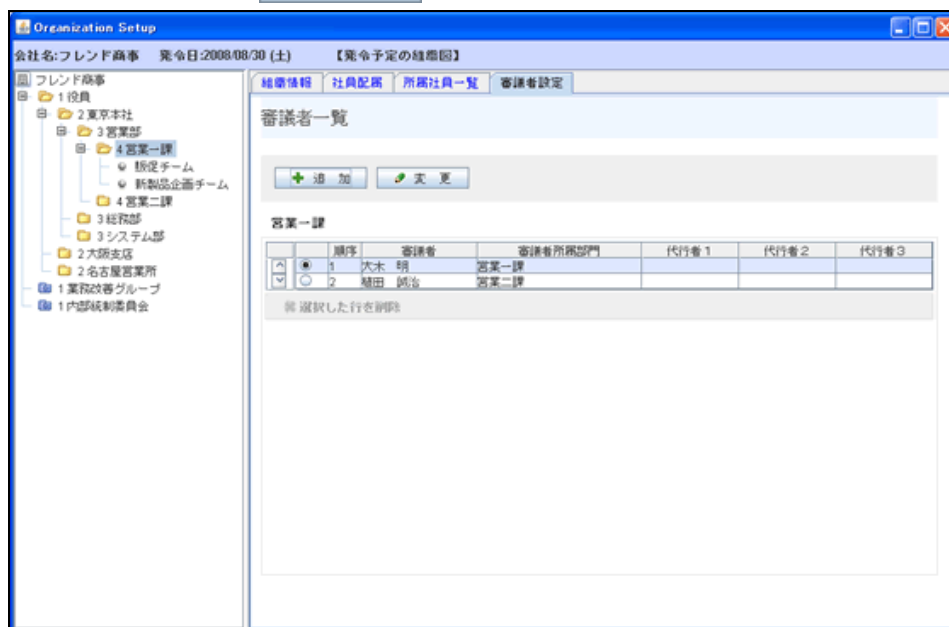 Organization Setup
会社名:フレンド商事 発令日:2008/08/30 (土) 【発令予定の組織図】
フレンド商事
1役員
2東京本社
3営業部
4営業一課
販促チーム
新製品企画チーム
4営業二課
3総務部
3システム部
2大阪支店
2名古屋営業所
1業務改善グループ
1内部統制委員会
組織情報 社員配属 所属社員一覧 審議者設定
審議者一覧
追 加 変 更
営業一課
順序 審議者 審議者所属部門 代行者1 代行者2 代行者3
1 大木 明 営業一課
2 植田 誠治 営業二課
選択した行を削除